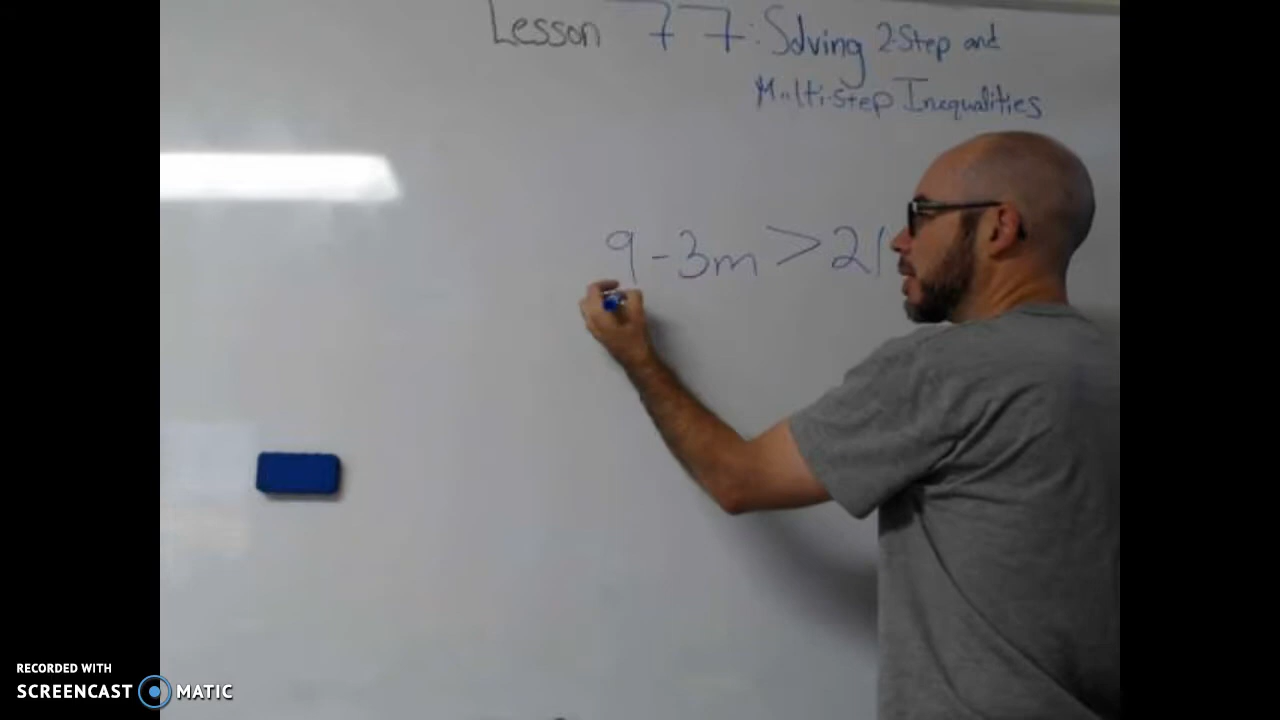 Lesson 77: Solving 2-Step and
Multi-step Inequalities
9-3m>21
RECORDED WITH
SCREENCAST MATIC